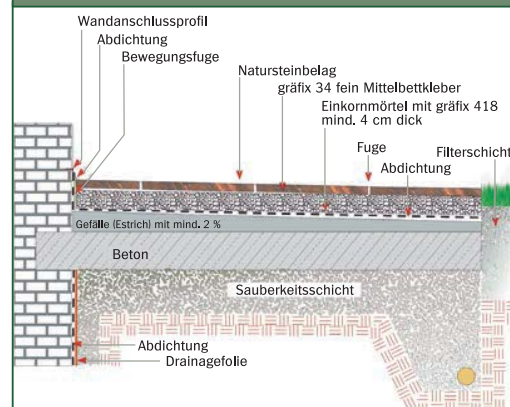 Wandanschlussprofil
Abdichtung
Bewegungsfuge
Natursteinbelag
gräfix 34 fein Mittelbettkleber
Einkornmörtel mit gräfix 418
mind. 4 cm dick
Fuge
Abdichtung
Filterschicht
Gefälle (Estrich) mit mind. 2 %
Beton
Sauberkeitsschicht
Abdichtung
Drainagefolie